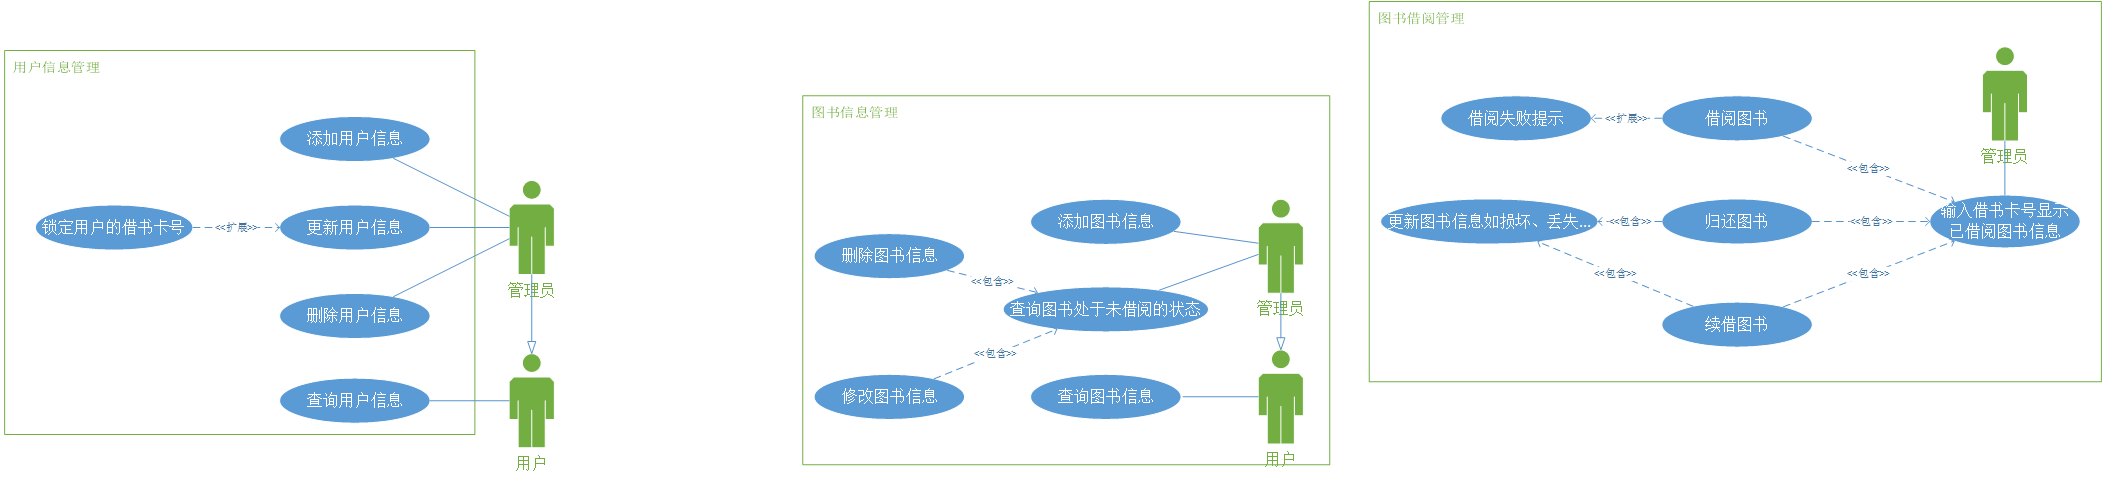 用户信息管理
添加用户信息
锁定用户的借书卡号
<<扩展>>
更新用户信息
管理员
删除用户信息
查询用户信息
用户
图书信息管理
添加图书信息
删除图书信息
<<包含>>
管理员
查询图书处于未借阅的状态
<<包含>>
修改图书信息
查询图书信息
用户
图书借阅管理
借阅失败提示
<<扩展>>
借阅图书
管理员
<<包含>>
更新图书信息如损坏、丢失...
<<包含>>
归还图书
<<包含>>
输入借书卡号显示
已借阅图书信息
<<包含>>
<<包含>>
续借图书